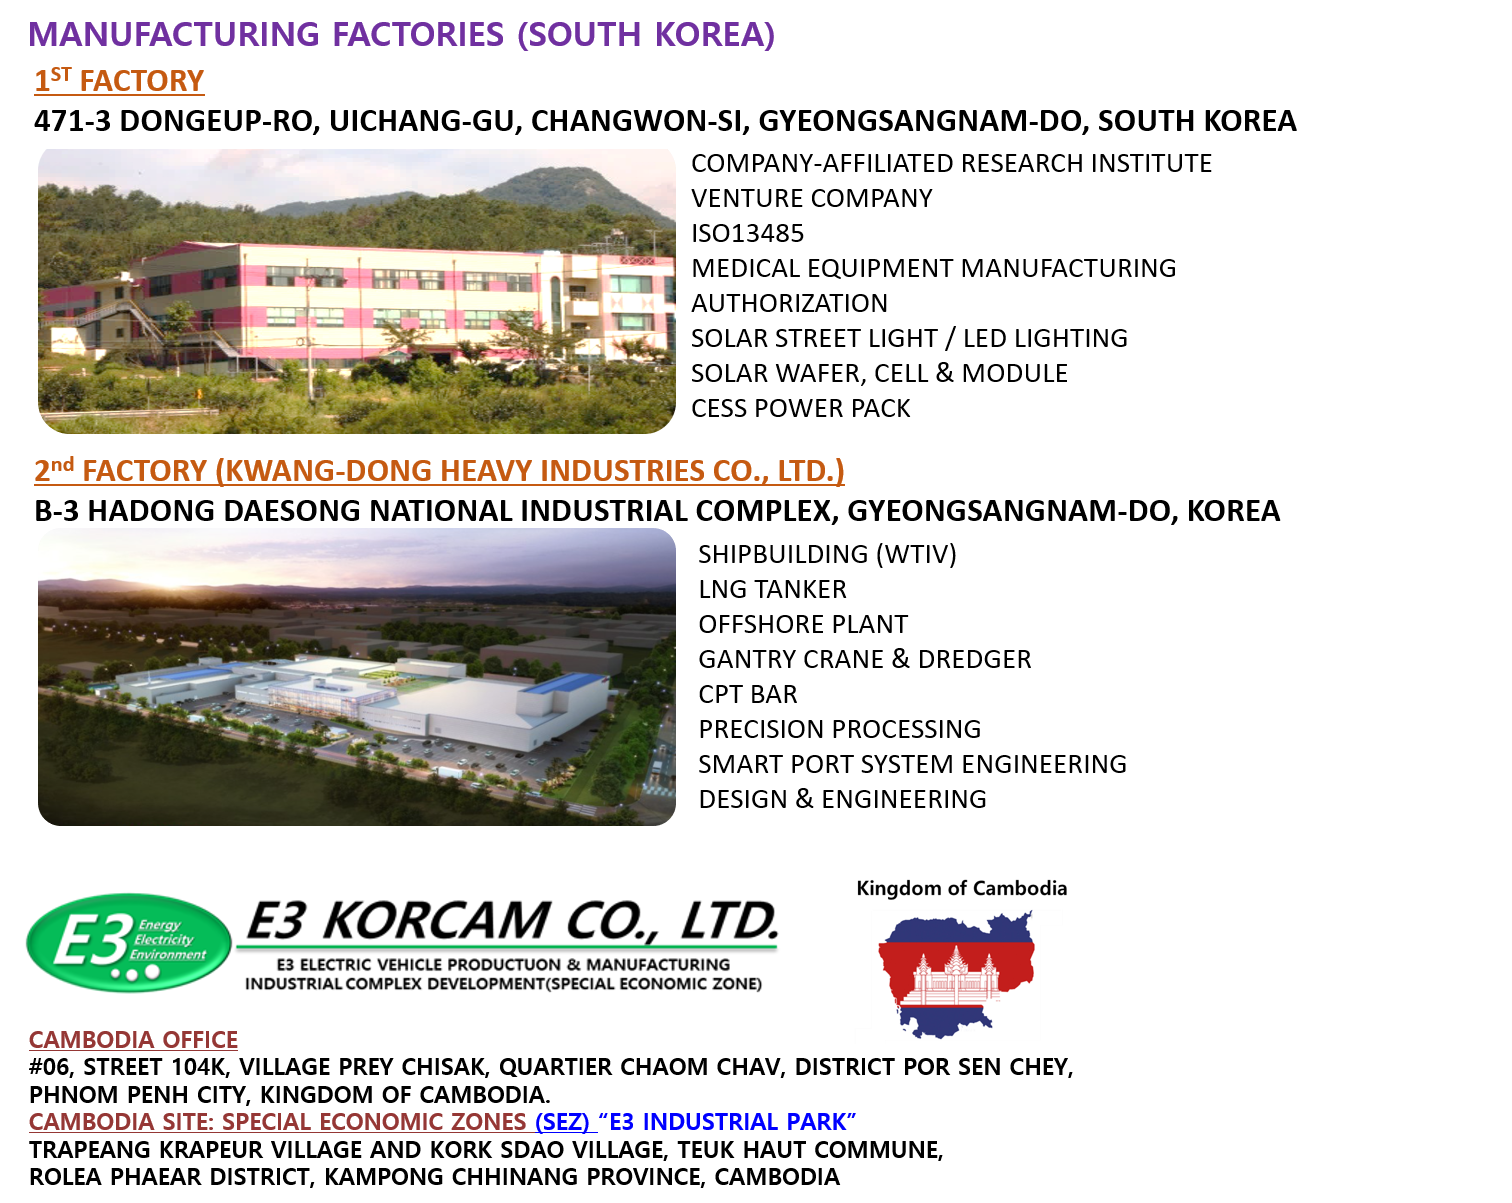 MANUFACTURING FACTORIES (SOUTH KOREA)
1ST FACTORY
471-3 DONGEUP-RO, UICHANG-GU, CHANGWON-SI, GYEONGSANGNAM-DO, SOUTH KOREA
COMPANY-AFFILIATED RESEARCH INSTITUTE
VENTURE COMPANY
ISO13485
MEDICAL EQUIPMENT MANUFACTURING
AUTHORIZATION
SOLAR STREET LIGHT / LED LIGHTING
SOLAR WAFER, CELL & MODULE
CESS POWER PACK
2nd FACTORY (KWANG-DONG HEAVY INDUSTRIES CO., LTD.)
B-3 HADONG DAESONG NATIONAL INDUSTRIAL COMPLEX, GYEONGSANGNAM-DO, KOREA
SHIPBUILDING (WTIV)
LNG TANKER
OFFSHORE PLANT
GANTRY CRANE & DREDGER
CPT BAR
PRECISION PROCESSING
SMART PORT SYSTEM ENGINEERING
DESIGN & ENGINEERING
E3 Energy
Electricity
Environment
E3 KORCAM CO., LTD.
E3 ELECTRIC VEHICLE PRODUCTUON & MANUFACTURING
INDUSTRIAL COMPLEX DEVELOPMENT(SPECIAL ECONOMIC ZONE)
Kingdom of Cambodia
CAMBODIA OFFICE
#06, STREET 104K, VILLAGE PREY CHISAK, QUARTIER CHAOM CHAV, DISTRICT POR SEN CHEY,
PHNOM PENH CITY, KINGDOM OF CAMBODIA.
CAMBODIA SITE: SPECIAL ECONOMIC ZONES (SEZ) “E3 INDUSTRIAL PARK”
TRAPEANG KRAPEUR VILLAGE AND KORK SDAO VILLAGE, TEUK HAUT COMMUNE,
ROLEA PHAEAR DISTRICT, KAMPONG CHHINANG PROVINCE, CAMBODIA